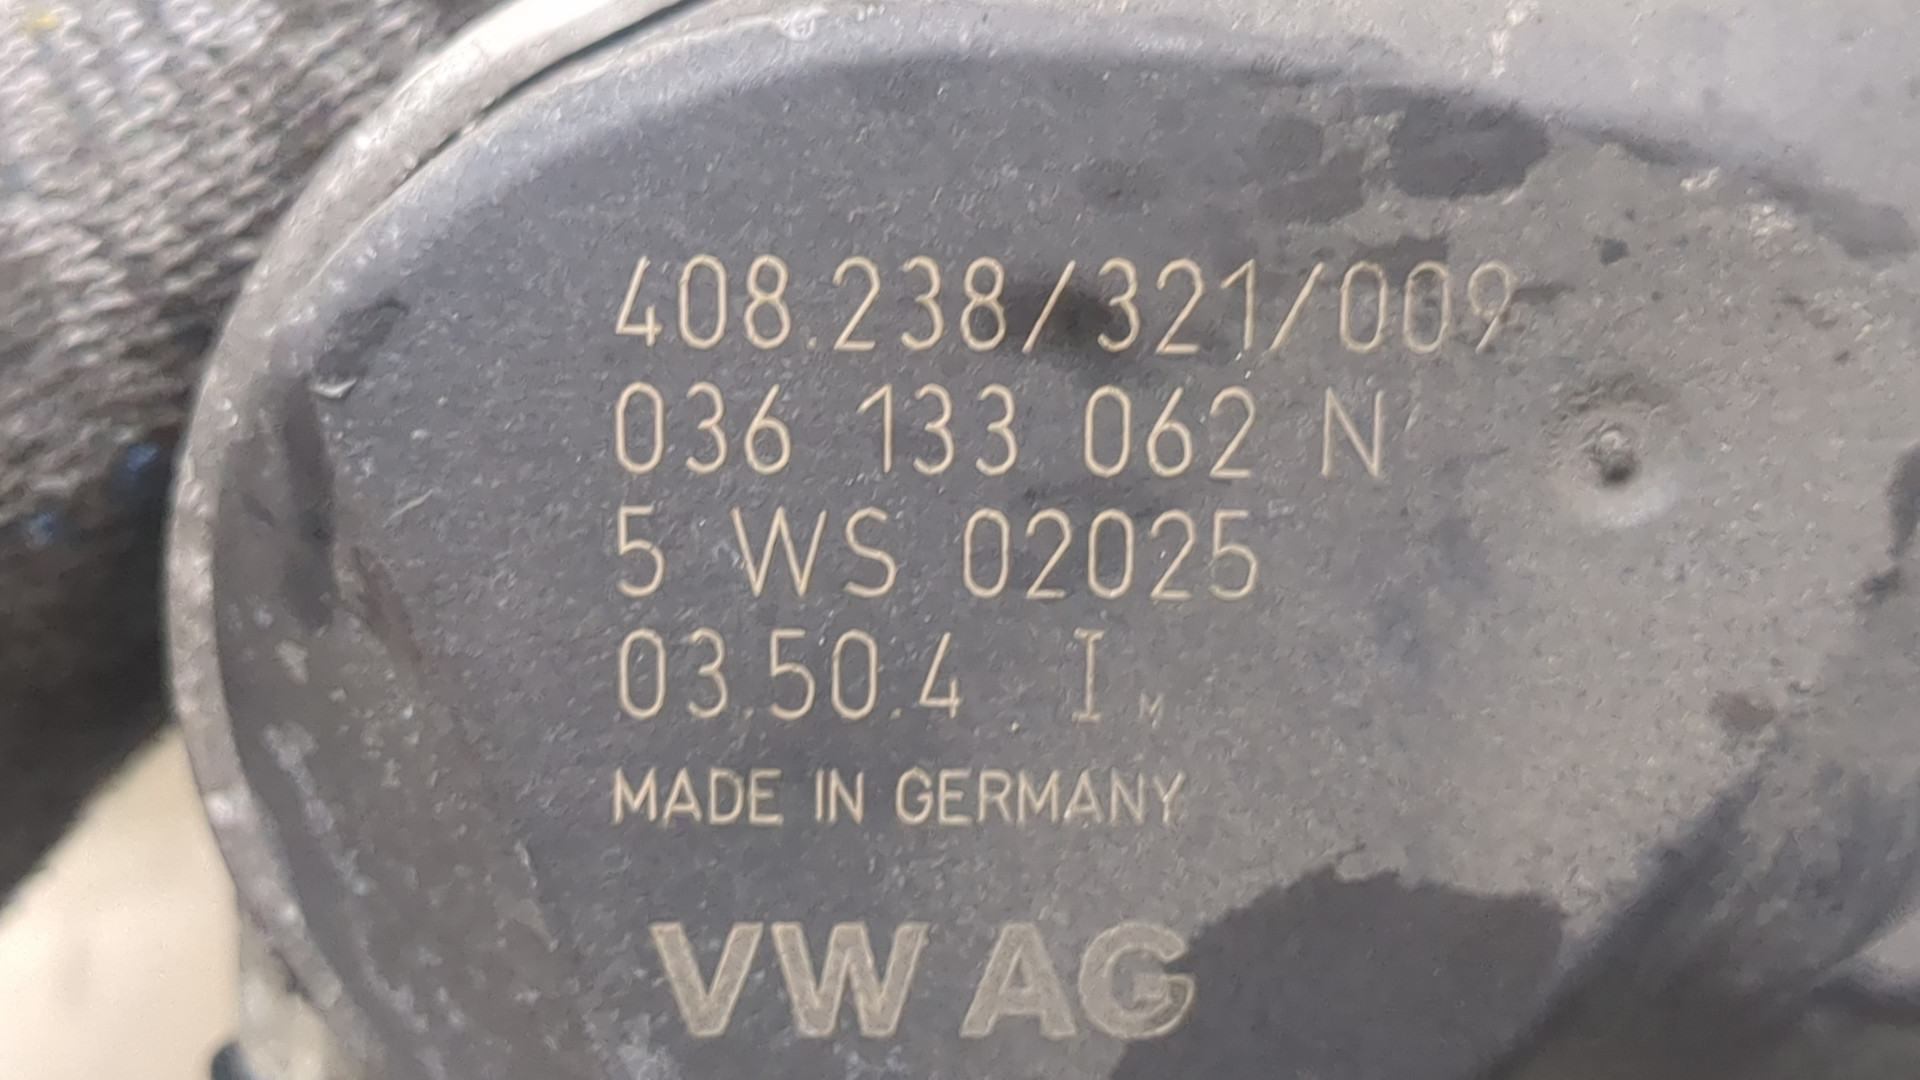 408.238/321/009
036 133 062 N
5 WS 02025
03.50.4 I M
MADE IN GERMANY
VW AG